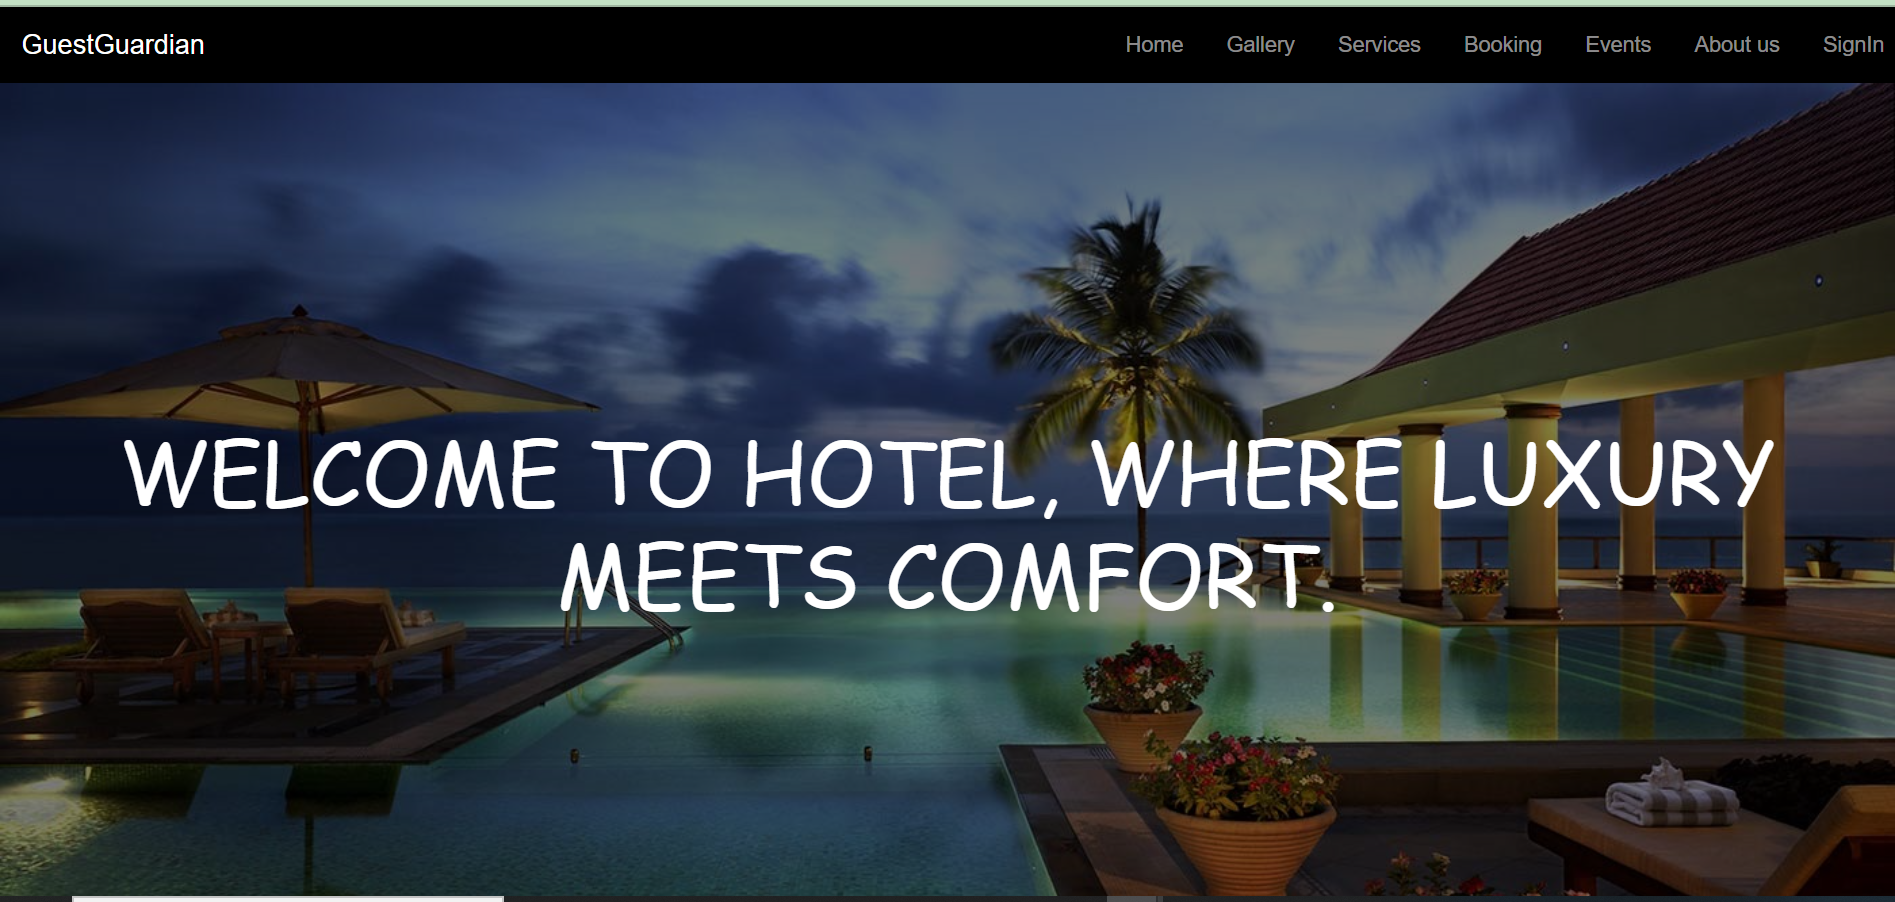 GuestGuardian
Home Gallery Services Booking Events About us SignIn
WELCOME TO HOTEL, WHERE LUXURY
MEETS COMFORT.